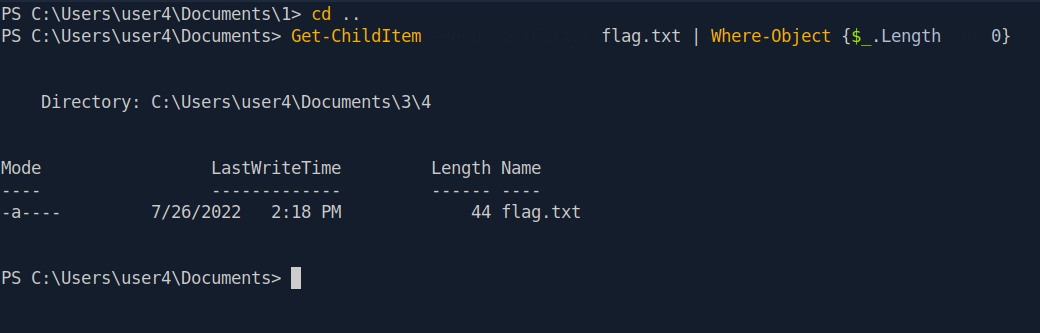 PS C:\Users\user4\Documents\1> cd ..
PS C:\Users\user4\Documents> Get-ChildItem flag.txt | Where-Object {$_.Length 0}
Directory: C:\Users\user4\Documents\3\4
Mode LastWriteTime Length Name
---- ------------- ------ ----
-a---- 7/26/2022 2:18 PM 44 flag.txt
PS C:\Users\user4\Documents>